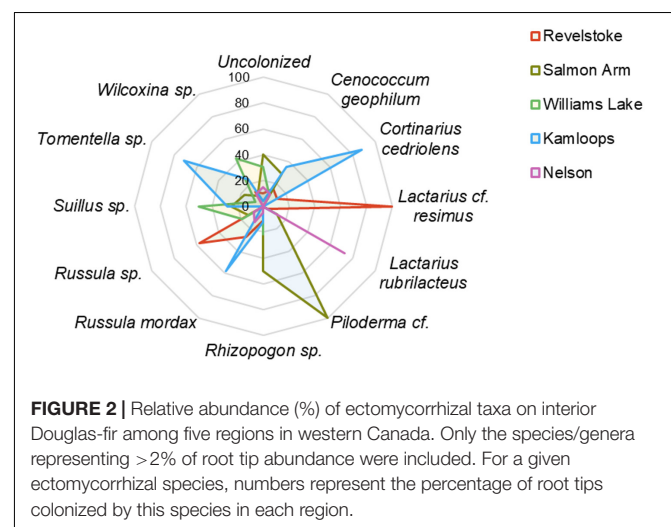 Uncolonized
100
80
60
40
20
0
Cenococcum
geophilum
Cortinarius
cedriolens
Lactarius cf.
resimus
Lactarius
rubrilacteus
Piloderma cf.
Rhizopogon sp.
Russula mordax
Russula sp.
Suillus sp.
Tomentella sp.
Wilcoxina sp.
Revelstoke
Salmon Arm
Williams Lake
Kamloops
Nelson
FIGURE 2 | Relative abundance (%) of ectomycorrhizal taxa on interior
Douglas-fir among five regions in western Canada. Only the species/genera
representing >2% of root tip abundance were included. For a given
ectomycorrhizal species, numbers represent the percentage of root tips
colonized by this species in each region.